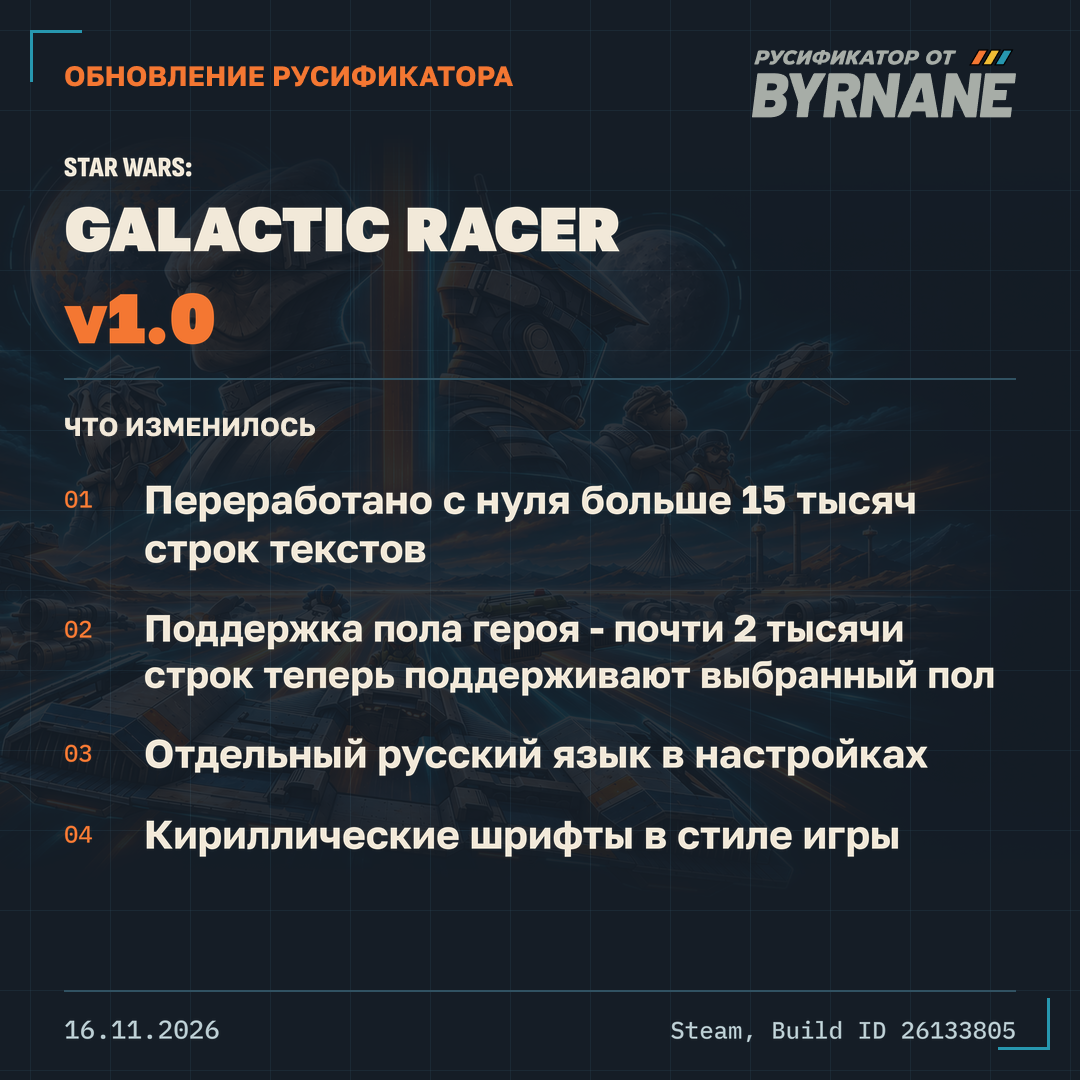 ОБНОВЛЕНИЕ РУСИФИКАТОРА
РУСИФИКАТОР ОТ
BYRNANE
STAR WARS:
GALACTIC RACER
v1.0
ЧТО ИЗМЕНИЛОСЬ
01 Переработано с нуля больше 15 тысяч
строк текстов
02 Поддержка пола героя - почти 2 тысячи
строк теперь поддерживают выбранный пол
03 Отдельный русский язык в настройках
04 Кириллические шрифты в стиле игры
16.11.2026
Steam, Build ID 26133805